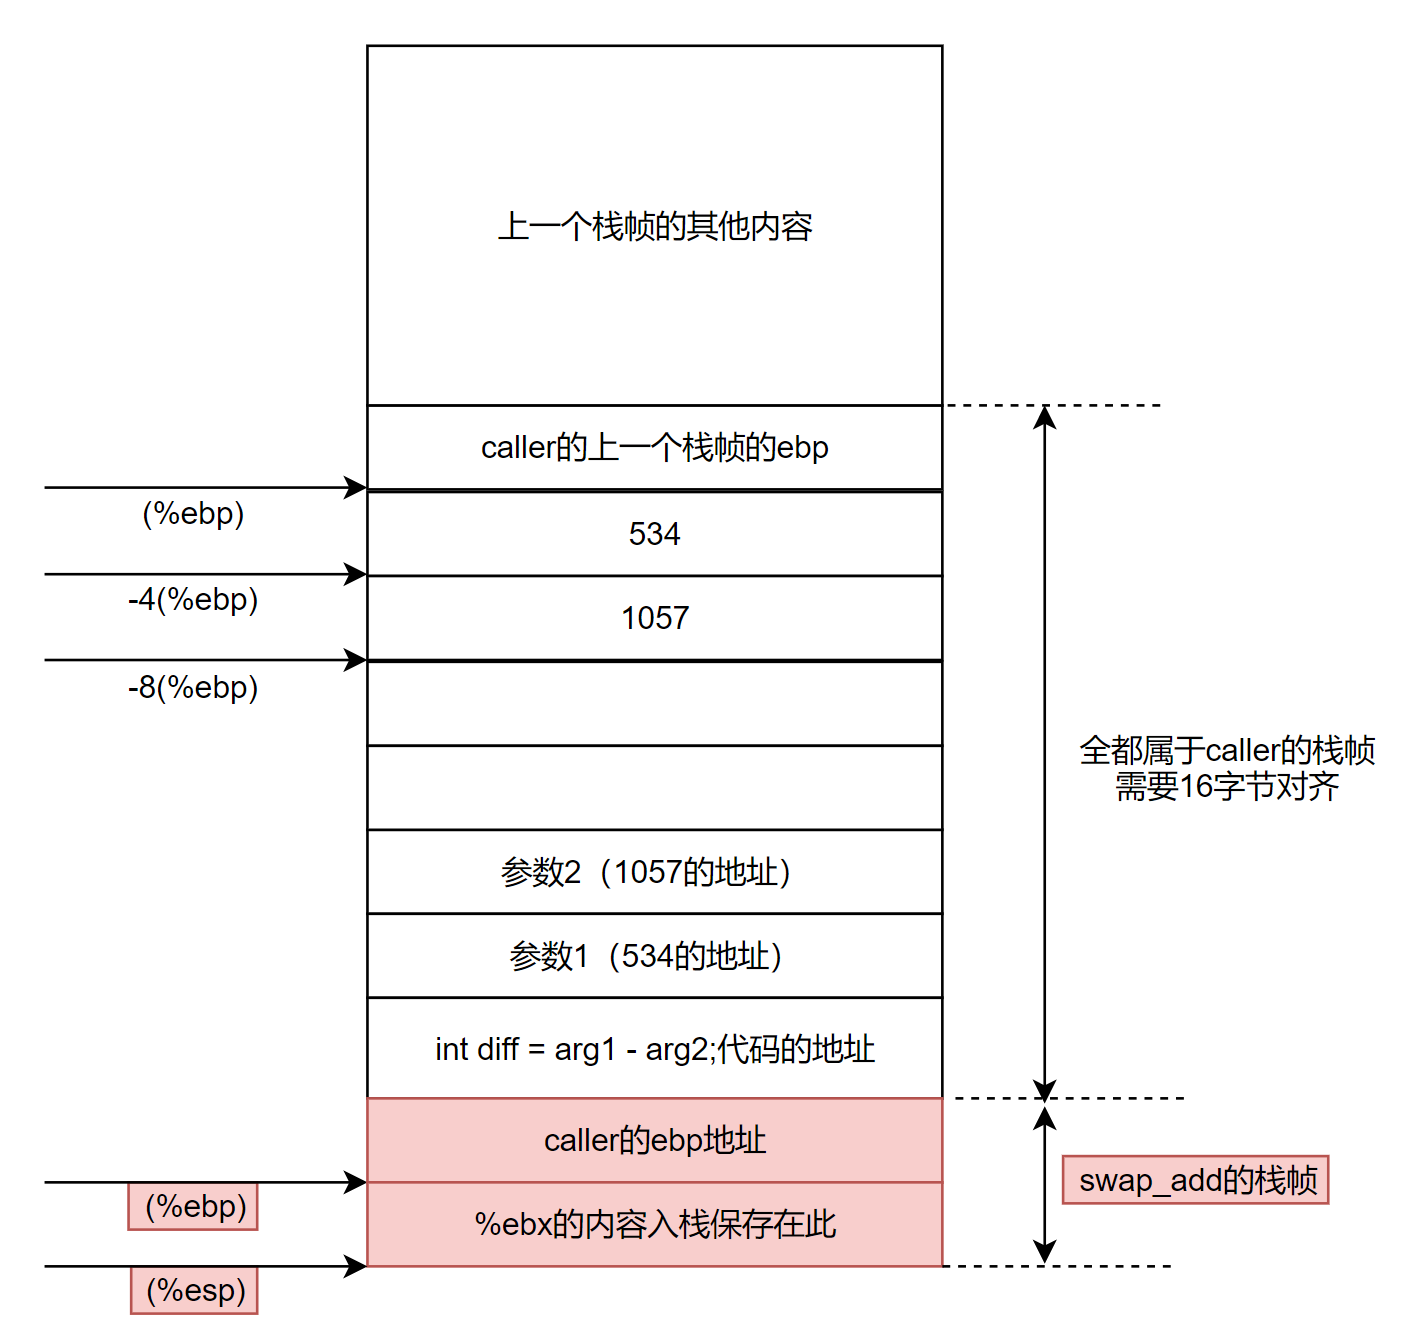 上一个栈帧的其他内容
caller的上一个栈帧的ebp
(%ebp)
534
-4(%ebp)
1057
-8(%ebp)
全都属于caller的栈帧
需要16字节对齐
参数2（1057的地址）
参数1（534的地址）
int diff = arg1 - arg2;代码的地址
caller的ebp地址
swap_add的栈帧
(%ebp)
%ebx的内容入栈保存在此
(%esp)